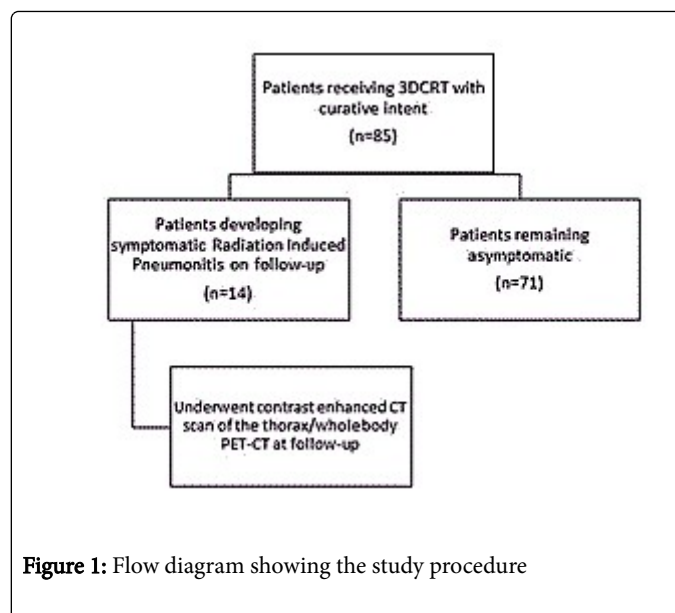 Patients receiving 3DCRT with
curative intent
(n=85)
Patients developing
symptomatic Radiation Induced
Pneumonitis on follow-up
(n=14)
Patients remaining
asymptomatic
(n=71)
Underwent contrast enhanced CT
scan of the thorax/wholebody
PET-CT at follow-up
Figure 1: Flow diagram showing the study procedure